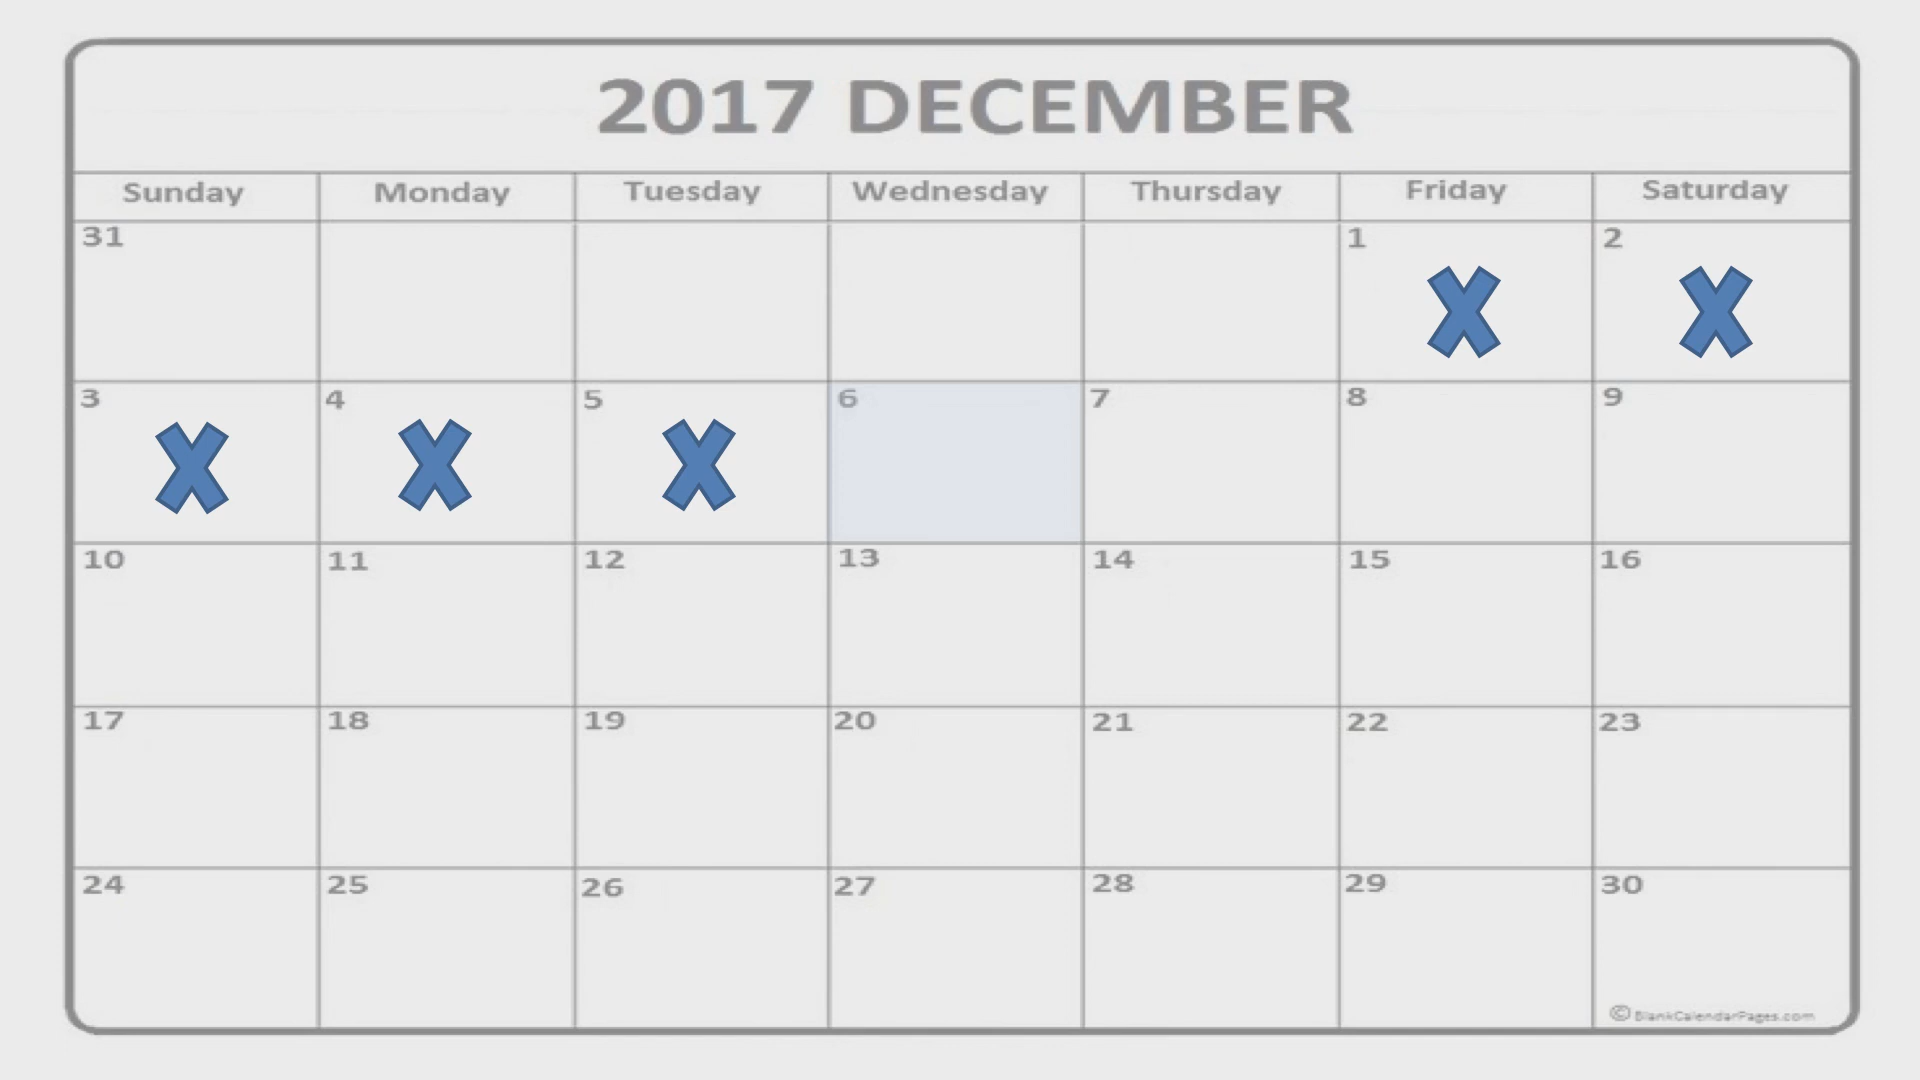 2017 DECEMBER
Sunday Monday Tuesday Wednesday Thursday Friday Saturday
31 1 2
3 4 5 6 7 8 9
10 11 12 13 14 15 16
17 18 19 20 21 22 23
24 25 26 27 28 29 30
© BlankCalendarPages.com